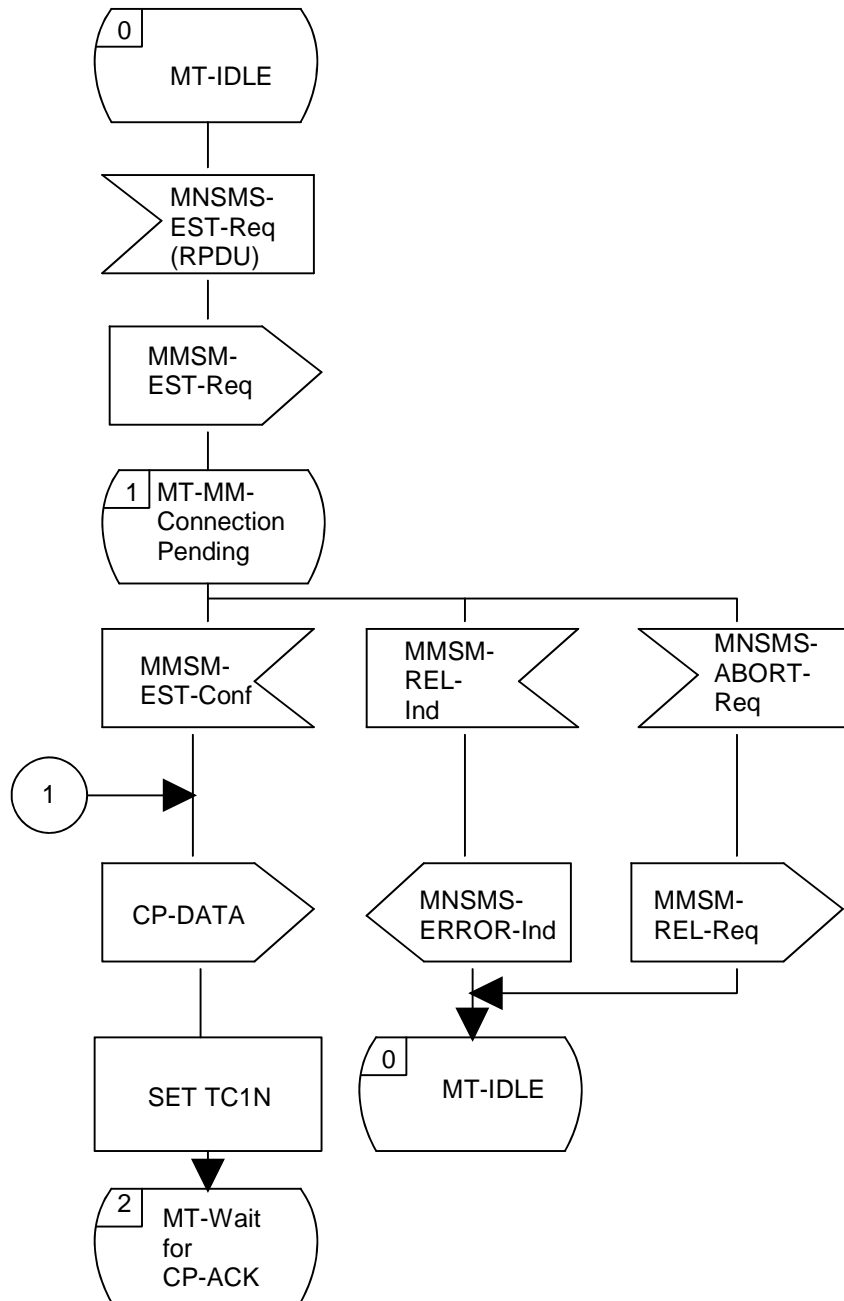 0
MT-IDLE
MNSMS-
EST-Req
(RPDU)
MMSM-
EST-Req
1
MT-MM-
Connection
Pending
MMSM-
EST-Conf
MMSM-
REL-
Ind
MNSMS-
ABORT-
Req
1
CP-DATA
MNSMS-
ERROR-Ind
MMSM-
REL-Req
SET TC1N
0
MT-IDLE
2
MT-Wait
for
CP-ACK